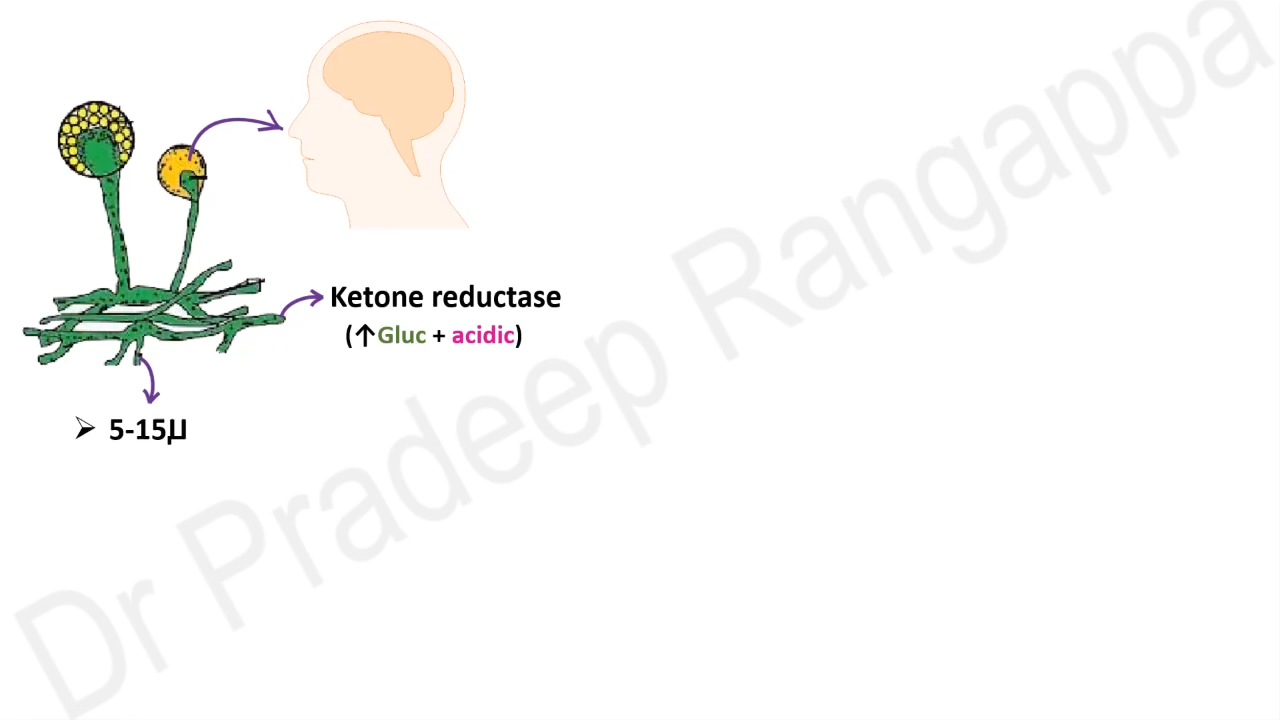 Ketone reductase
(↑Gluc + acidic)
➢ 5-15µ
Dr Pradeep Rangappa